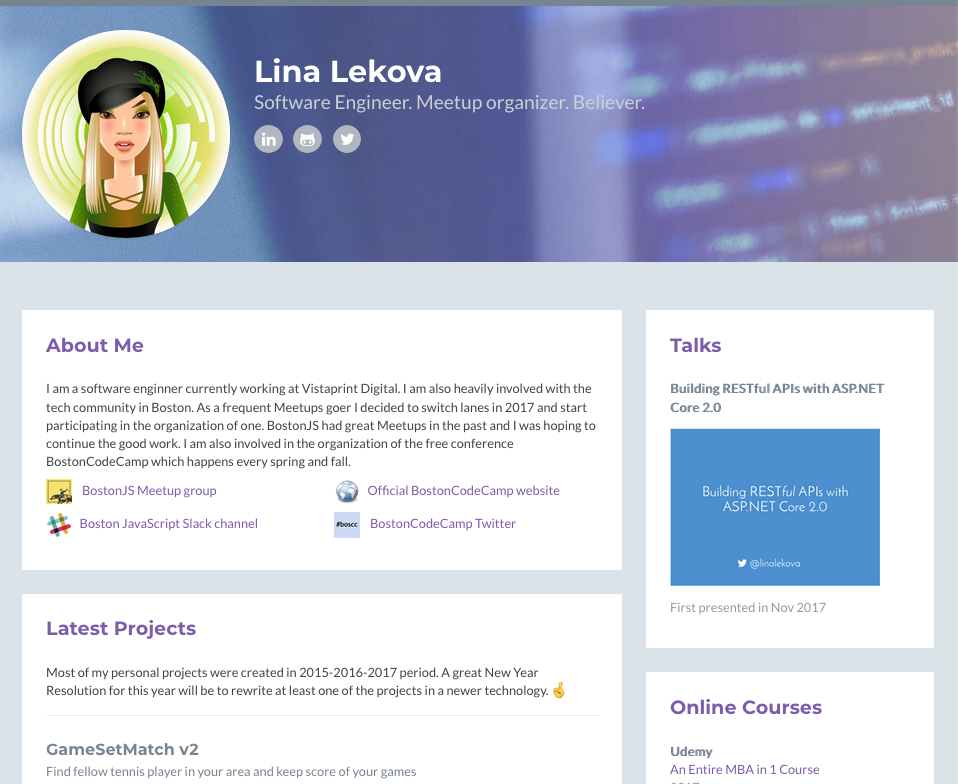 Lina Lekova
Software Engineer. Meetup organizer. Believer.
in
About Me
I am a software enginner currently working at Vistaprint Digital. I am also heavily involved with the
tech community in Boston. As a frequent Meetups goer I decided to switch lanes in 2017 and start
participating in the organization of one. BostonJS had great Meetups in the past and I was hoping to
continue the good work. I am also involved in the organization of the free conference
BostonCodeCamp which happens every spring and fall.
BostonJS Meetup group
Official BostonCodeCamp website
Boston JavaScript Slack channel
#boscc
BostonCodeCamp Twitter
Latest Projects
Most of my personal projects were created in 2015-2016-2017 period. A great New Year
Resolution for this year will be to rewrite at least one of the projects in a newer technology. 🤞
GameSetMatch v2
Find fellow tennis player in your area and keep score of your games
Talks
Building RESTful APIs with ASP.NET
Core 2.0
Building RESTful APIs with
ASP.NET Core 2.0
@linalekova
First presented in Nov 2017
Online Courses
Udemy
An Entire MBA in 1 Course